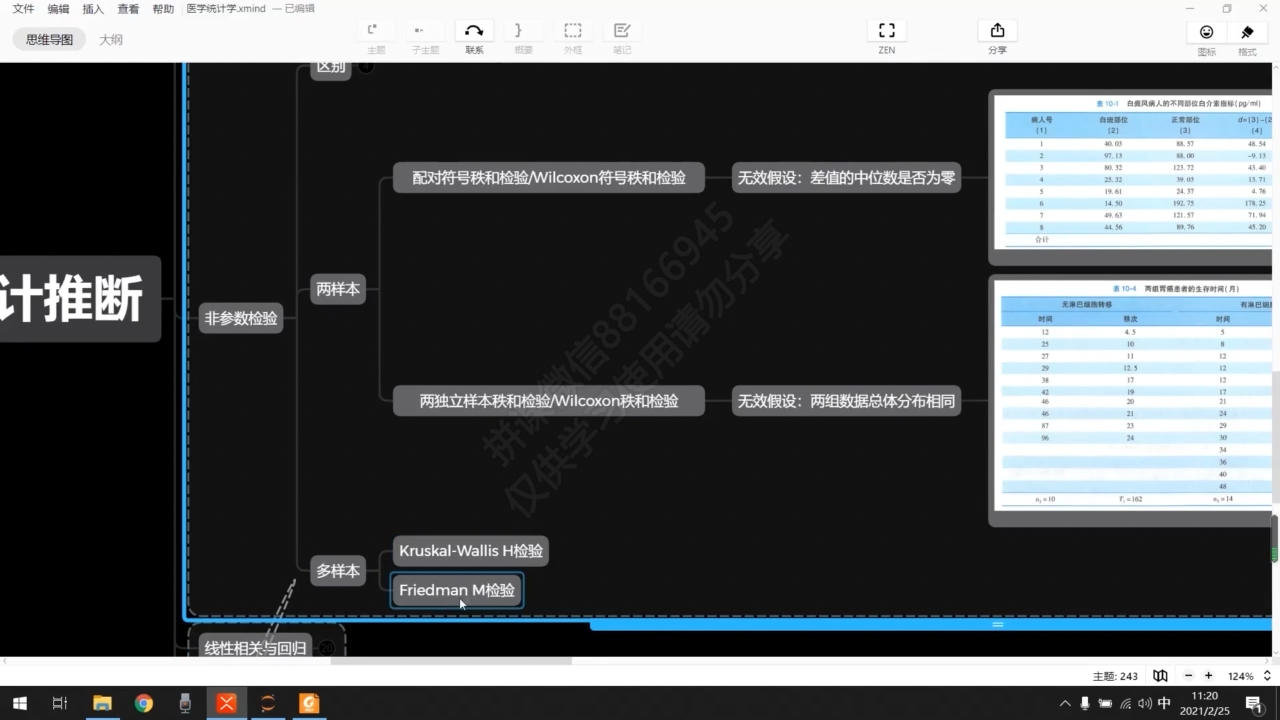 文件 编辑 插入 查看 帮助 医学统计学.xmind — 已编辑
思维导图 大纲
主题 子主题 联系 概要 外框 笔记 ZEN 分享 图标 格式
区别
计推断
非参数检验
两样本
配对符号秩和检验/Wilcoxon符号秩和检验
无效假设：差值的中位数是否为零
表 10-1 白癜风病人的不同部位白介素指标(pg/ml)
病人号 白斑部位 正常部位 d=(3)-(2
(1) (2) (3) (4)
1 40.03 88.57 48.54
2 97.13 88.00 -9.13
3 80.32 123.72 43.40
4 25.32 39.03 13.71
5 19.61 24.37 4.76
6 14.50 192.75 178.25
7 49.63 121.57 71.94
8 44.56 89.76 45.20
合计
两独立样本秩和检验/Wilcoxon秩和检验
无效假设：两组数据总体分布相同
表 10-4 两组胃癌患者的生存时间(月)
无淋巴细胞转移 有淋巴细
时间 秩次 时间
12 4.5 5
25 10 8
27 11 12
29 12.5 12
38 17 12
42 19 17
46 20 21
46 21 24
87 23 29
96 24 30
34
36
40
48
n₁=10 T₁=162 n₂=14
多样本
Kruskal-Wallis H检验
Friedman M检验
线性相关与回归 20
拼课微信88166945
仅供学习使用请勿分享
主题: 243 124%
中 11:20
2021/2/25